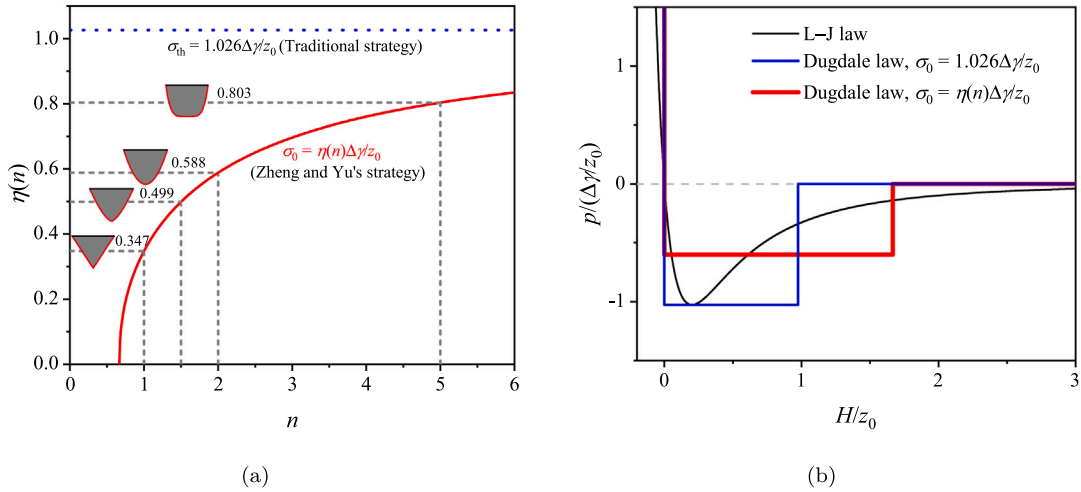 1.0
0.8
0.6
0.4
0.2
0.0
η(n)
σth = 1.026Δγ/z0 (Traditional strategy)
0.803
0.588
0.499
0.347
σ0 = η(n)Δγ/z0
(Zheng and Yu's strategy)
0 1 2 3 4 5 6
n
(a)
1
0
-1
p/(Δγ/z0)
L–J law
Dugdale law, σ0 = 1.026Δγ/z0
Dugdale law, σ0 = η(n)Δγ/z0
0 1 2 3
H/z0
(b)